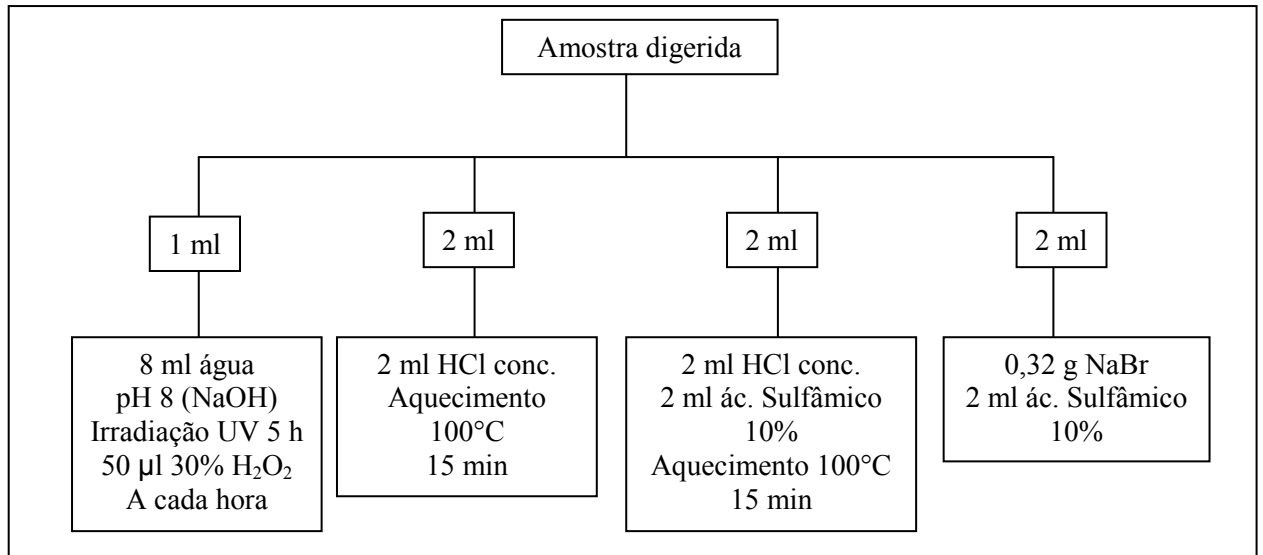 Amostra digerida
1 ml
2 ml
2 ml
2 ml
8 ml água
pH 8 (NaOH)
Irradiação UV 5 h
50 µl 30% H₂O₂
A cada hora
2 ml HCl conc.
Aquecimento
100°C
15 min
2 ml HCl conc.
2 ml ác. Sulfâmico
10%
Aquecimento 100°C
15 min
0,32 g NaBr
2 ml ác. Sulfâmico
10%